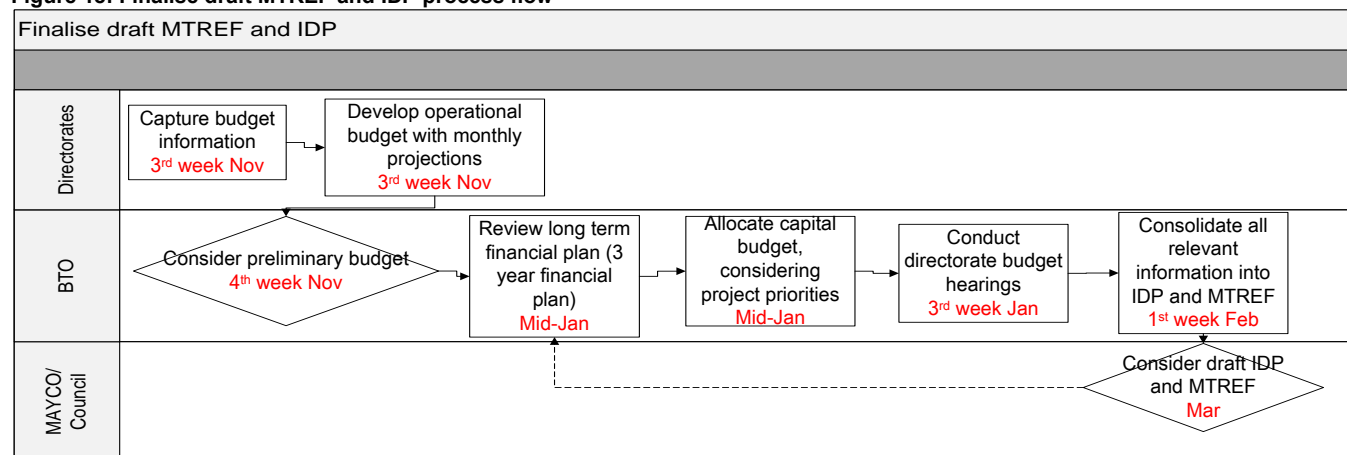 Finalise draft MTREF and IDP
Directorates
Capture budget
information
3rd week Nov
Develop operational
budget with monthly
projections
3rd week Nov
BTO
Consider preliminary budget
4th week Nov
Review long term
financial plan (3
year financial
plan)
Mid-Jan
Allocate capital
budget,
considering
project priorities
Mid-Jan
Conduct
directorate budget
hearings
3rd week Jan
Consolidate all
relevant
information into
IDP and MTREF
1st week Feb
MAYCO/
Council
Consider draft IDP
and MTREF
Mar